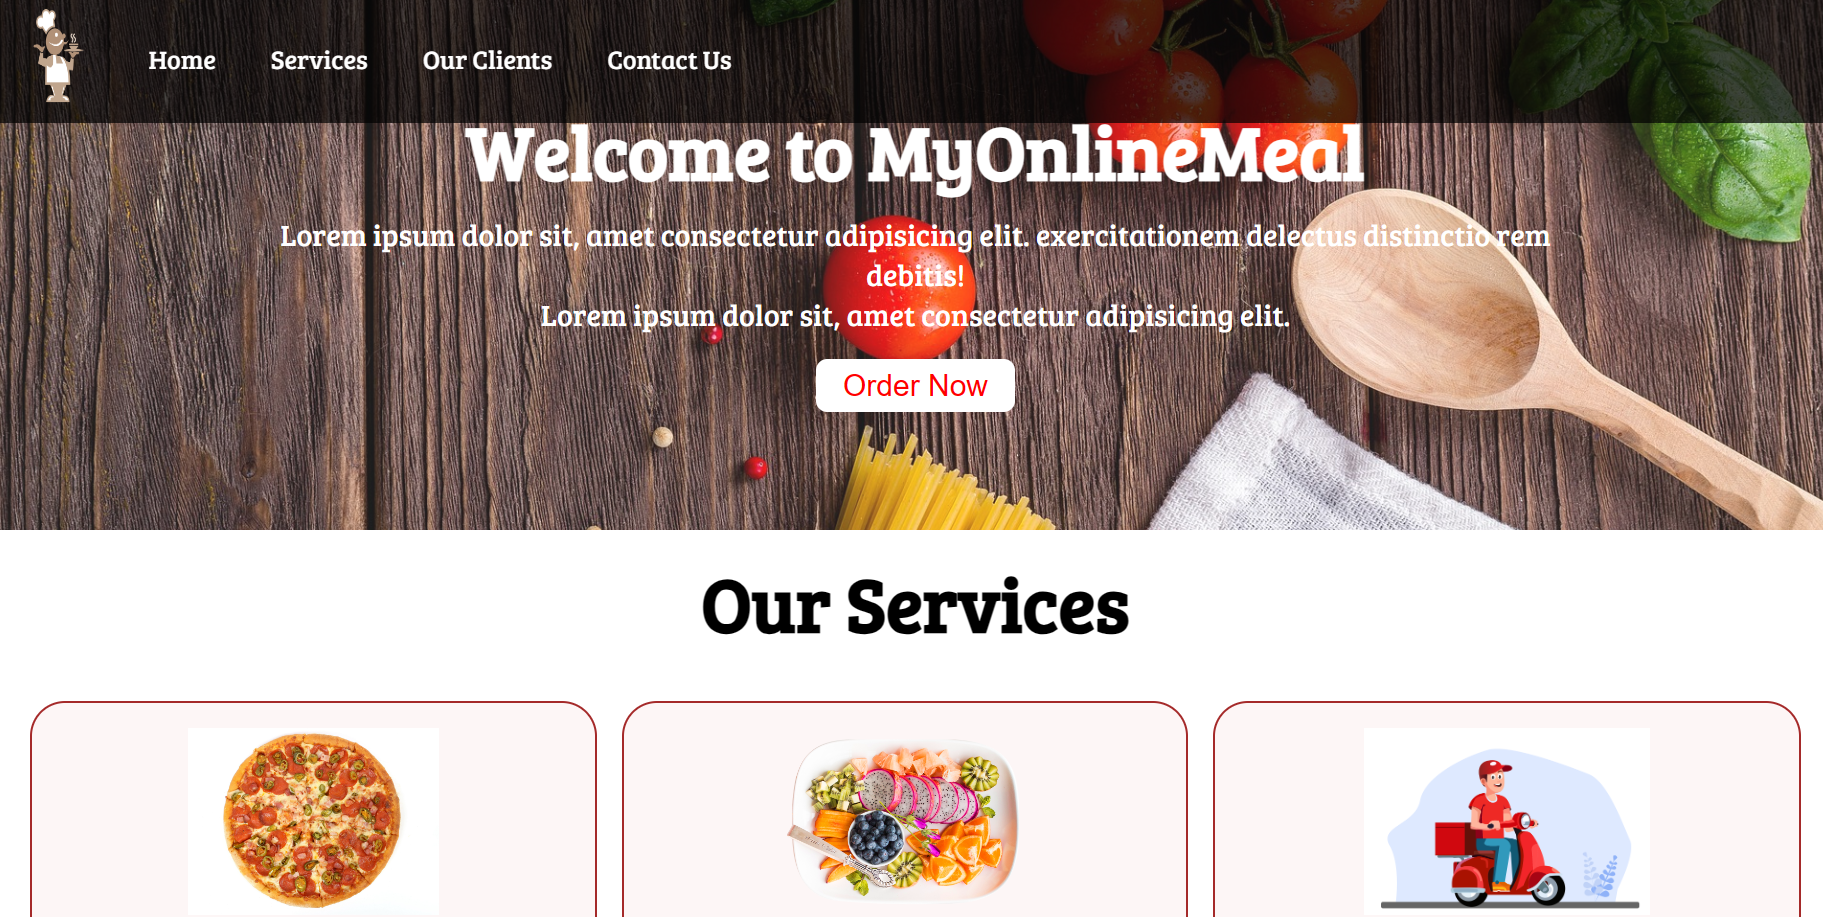 Home Services Our Clients Contact Us
Welcome to MyOnlineMeal
Lorem ipsum dolor sit, amet consectetur adipisicing elit. exercitationem delectus distinctio rem
debitis!
Lorem ipsum dolor sit, amet consectetur adipisicing elit.
Order Now
Our Services